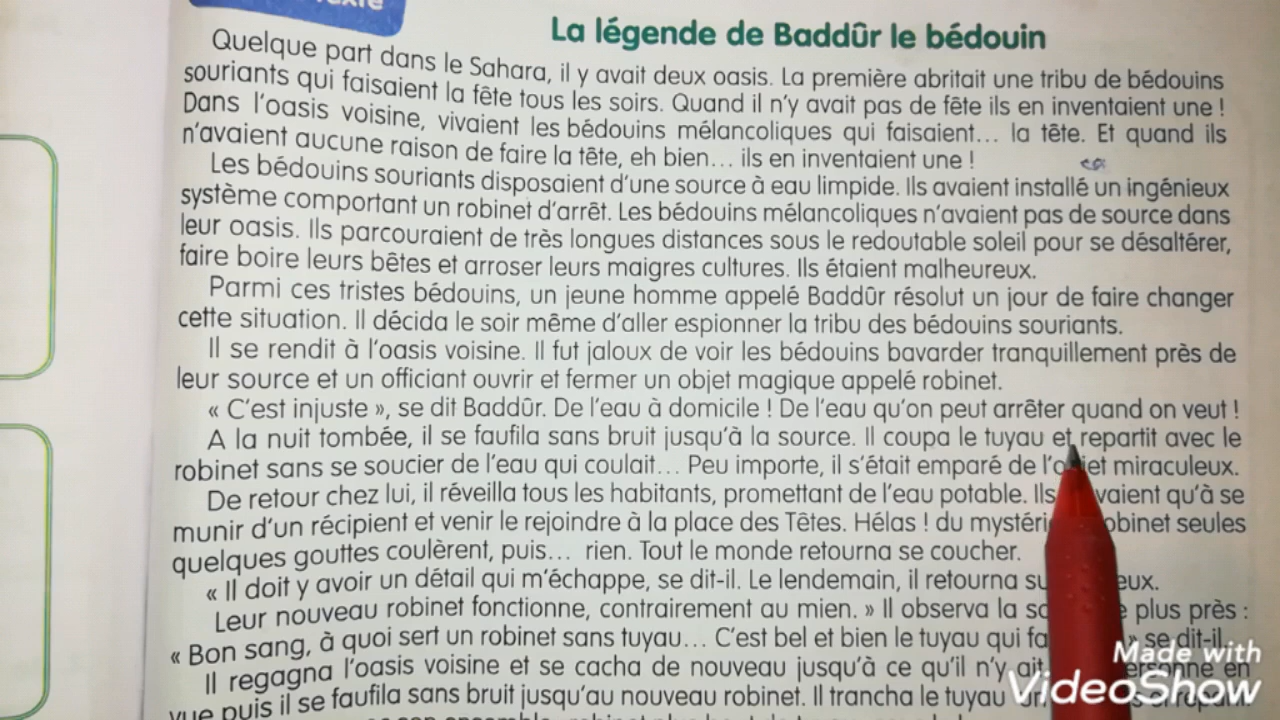 La légende de Baddûr le bédouin
Quelque part dans le Sahara, il y avait deux oasis. La première abritait une tribu de bédouins
souriants qui faisaient la fête tous les soirs. Quand il n'y avait pas de fête ils en inventaient une !
Dans l'oasis voisine, vivaient les bédouins mélancoliques qui faisaient... la tête. Et quand ils
n'avaient aucune raison de faire la tête, eh bien... ils en inventaient une !
Les bédouins souriants disposaient d'une source à eau limpide. Ils avaient installé un ingénieux
système comportant un robinet d'arrêt. Les bédouins mélancoliques n'avaient pas de source dans
leur oasis. Ils parcouraient de très longues distances sous le redoutable soleil pour se désaltérer,
faire boire leurs bêtes et arroser leurs maigres cultures. Ils étaient malheureux.
Parmi ces tristes bédouins, un jeune homme appelé Baddûr résolut un jour de faire changer
cette situation. Il décida le soir même d'aller espionner la tribu des bédouins souriants.
Il se rendit à l'oasis voisine. Il fut jaloux de voir les bédouins bavarder tranquillement près de
leur source et un officiant ouvrir et fermer un objet magique appelé robinet.
« C'est injuste », se dit Baddûr. De l'eau à domicile ! De l'eau qu'on peut arrêter quand on veut !
A la nuit tombée, il se faufila sans bruit jusqu'à la source. Il coupa le tuyau et repartit avec le
robinet sans se soucier de l'eau qui coulait... Peu importe, il s'était emparé de miraculeux.
De retour chez lui, il réveilla tous les habitants, promettant de l'eau potable. Ils qu'à se
munir d'un récipient et venir le rejoindre à la place des Têtes. Hélas ! du seules
quelques gouttes coulèrent, puis... rien. Tout le monde retourna se coucher.
« Il doit y avoir un détail qui m'échappe, se dit-il. Le lendemain, il retourna
Leur nouveau robinet fonctionne, contrairement au mien. » Il observa la plus près :
« Bon sang, à quoi sert un robinet sans tuyau... C'est bel et bien le tuyau qui » se dit-il.
Il regagna l'oasis voisine et se cacha de nouveau jusqu'à ce qu'il n'y ait en
vue puis il se faufila sans bruit jusqu'au nouveau robinet. Il trancha le tuyau
Made with
VideoShow